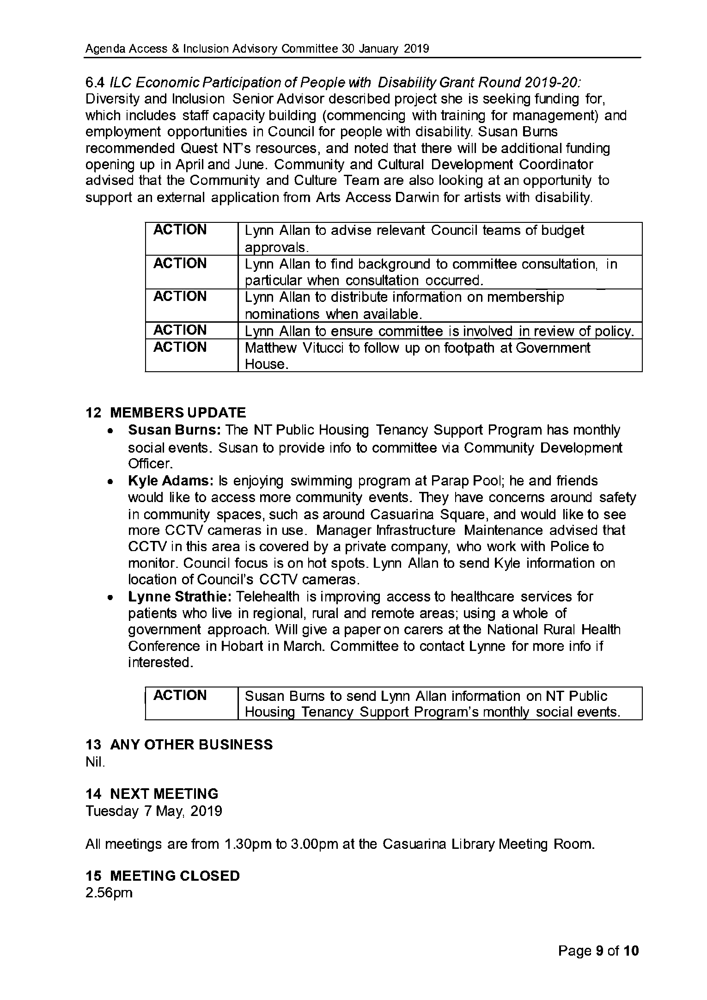 Agenda Access & Inclusion Advisory Committee 30 January 2019
6.4 ILC Economic Participation of People with Disability Grant Round 2019-20:
Diversity and Inclusion Senior Advisor described project she is seeking funding for,
which includes staff capacity building (commencing with training for management) and
employment opportunities in Council for people with disability. Susan Burns
recommended Quest NT's resources, and noted that there will be additional funding
opening up in April and June. Community and Cultural Development Coordinator
advised that the Community and Culture Team are also looking at an opportunity to
support an external application from Arts Access Darwin for artists with disability.
ACTION Lynn Allan to advise relevant Council teams of budget
approvals.
ACTION Lynn Allan to find background to committee consultation, in
particular when consultation occurred.
ACTION Lynn Allan to distribute information on membership
nominations when available.
ACTION Lynn Allan to ensure committee is involved in review of policy.
ACTION Matthew Vitucci to follow up on footpath at Government
House.
12 MEMBERS UPDATE
• Susan Burns: The NT Public Housing Tenancy Support Program has monthly
social events. Susan to provide info to committee via Community Development
Officer.
• Kyle Adams: Is enjoying swimming program at Parap Pool; he and friends
would like to access more community events. They have concerns around safety
in community spaces, such as around Casuarina Square, and would like to see
more CCTV cameras in use. Manager Infrastructure Maintenance advised that
CCTV in this area is covered by a private company, who work with Police to
monitor. Council focus is on hot spots. Lynn Allan to send Kyle information on
location of Council's CCTV cameras.
• Lynne Strathie: Telehealth is improving access to healthcare services for
patients who live in regional, rural and remote areas; using a whole of
government approach. Will give a paper on carers at the National Rural Health
Conference in Hobart in March. Committee to contact Lynne for more info if
interested.
ACTION Susan Burns to send Lynn Allan information on NT Public
Housing Tenancy Support Program's monthly social events.
13 ANY OTHER BUSINESS
Nil.
14 NEXT MEETING
Tuesday 7 May, 2019
All meetings are from 1.30pm to 3.00pm at the Casuarina Library Meeting Room.
15 MEETING CLOSED
2.56pm
Page 9 of 10